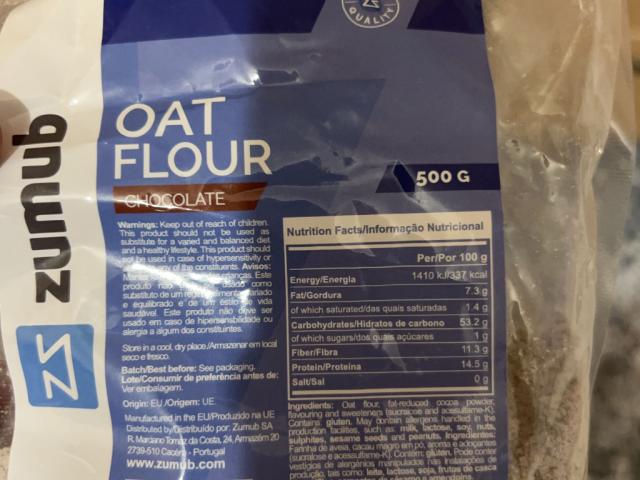 QUALITY
zumub
OAT
FLOUR
CHOCOLATE
500 G
Warnings: Keep out of reach of children.
This product should not be used as
substitute for a varied and balanced diet
and a healthy lifestyle. This product should
not be used in case of hypersensitivity or
of the constituents. Avisos:
crianças. Este
produto como
substituto de um variado
e equilibrado e de um estilo de vida
saudável. Este produto não deve ser
usado em caso de hipersensibilidade ou
alergia a algum dos constituintes.
Store in a cool, dry place./Armazenar em local
seco e fresco.
Batch/Best before: See packaging.
Lote/Consumir de preferência antes de:
Ver embalagem.
Origin: EU /Origem: UE.
Manufactured in the EU/Produzido na UE
Distributed by/Distribuído por: Zumub SA
R. Mardano Tomaz da Costa, 24, Armazém 20
2739-510 Cacém - Portugal
www.zumub.com
Nutrition Facts/Informação Nutricional
Per/Por 100 g
Energy/Energia 1410 kJ/337 kcal
Fat/Gordura 7.3 g
of which saturated/das quais saturadas 1.4 g
Carbohydrates/Hidratos de carbono 53.2 g
of which sugars/dos quais açúcares 1 g
Fiber/Fibra 11.3 g
Protein/Proteína 14.5 g
Salt/Sal 0 g
Ingredients: Oat flour, fat-reduced cocoa powder,
flavouring and sweeteners (sucralose and acessulfame-K).
Contains gluten. May contain allergens handled in the
production facilities, such as: milk, lactose, soy, nuts,
sulphites, sesame seeds and peanuts. Ingredientes:
Farinha de aveia, cacau magro em pó, aroma e
(sucralose e acessulfame-K). Contém glúten. Pode conter
vestígios de alergénios manipulados nas instalações de
produção, tais como: leite, lactose, soja, frutos de casca
de sésamo e amendoins.